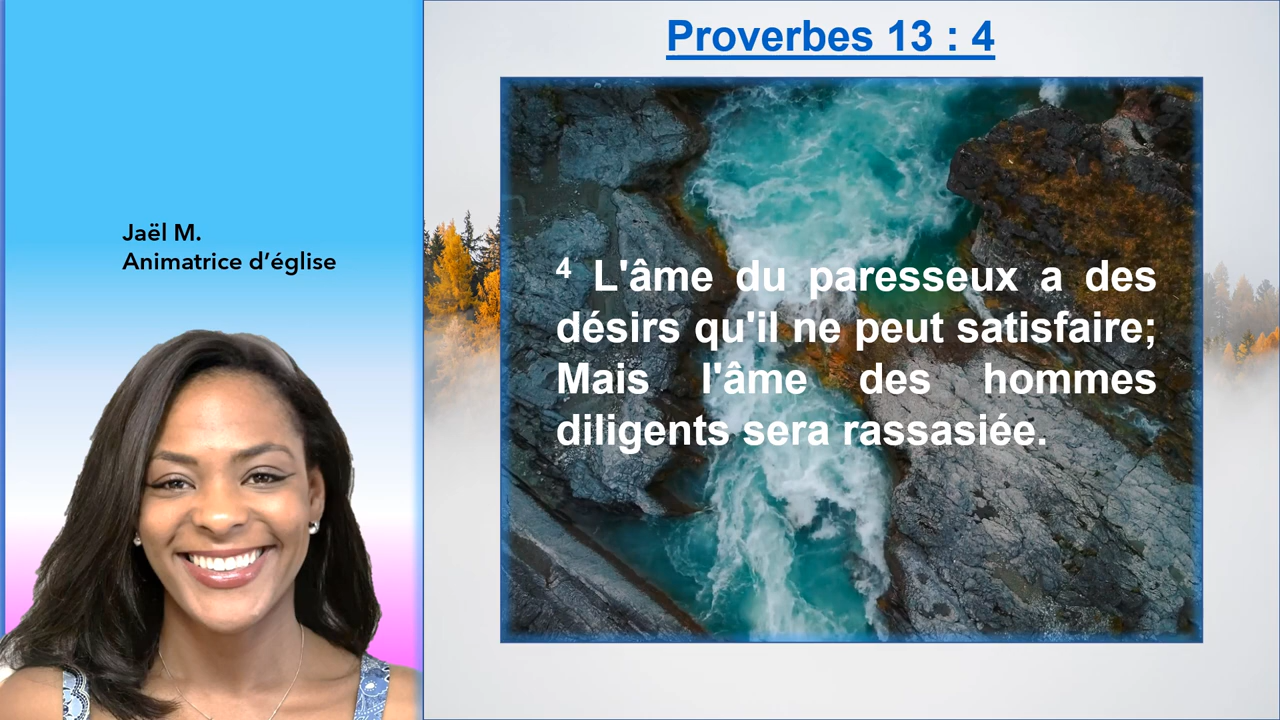 Proverbes 13 : 4
Jaël M.
Animatrice d’église
⁴ L'âme du paresseux a des
désirs qu'il ne peut satisfaire;
Mais l'âme des hommes
diligents sera rassasiée.